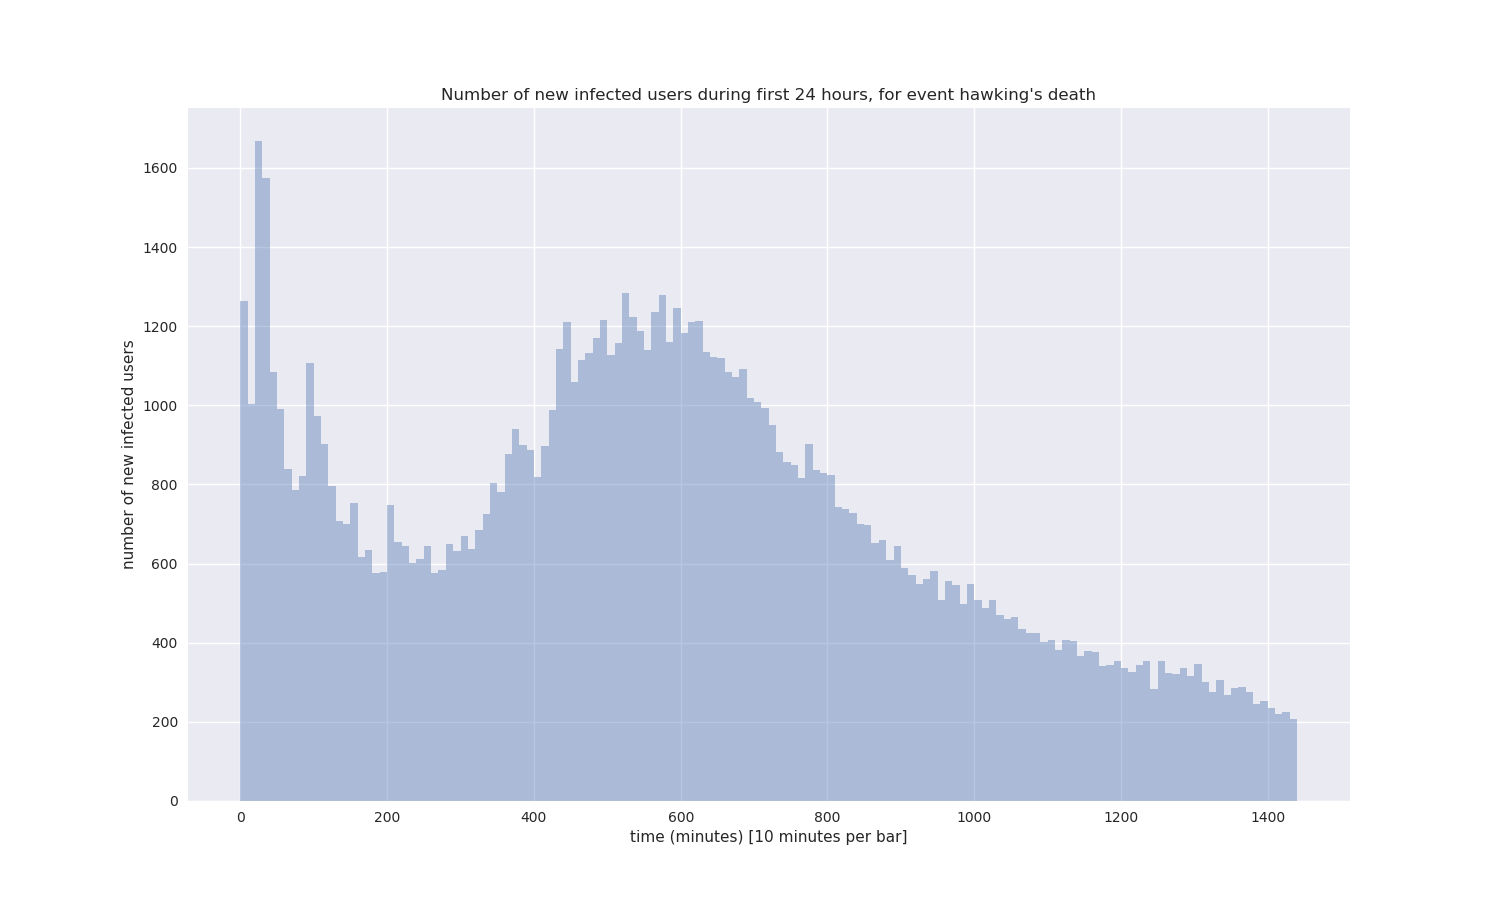 Number of new infected users during first 24 hours, for event hawking's death
1600
1400
1200
1000
800
600
400
200
0
number of new infected users
0 200 400 600 800 1000 1200 1400
time (minutes) [10 minutes per bar]